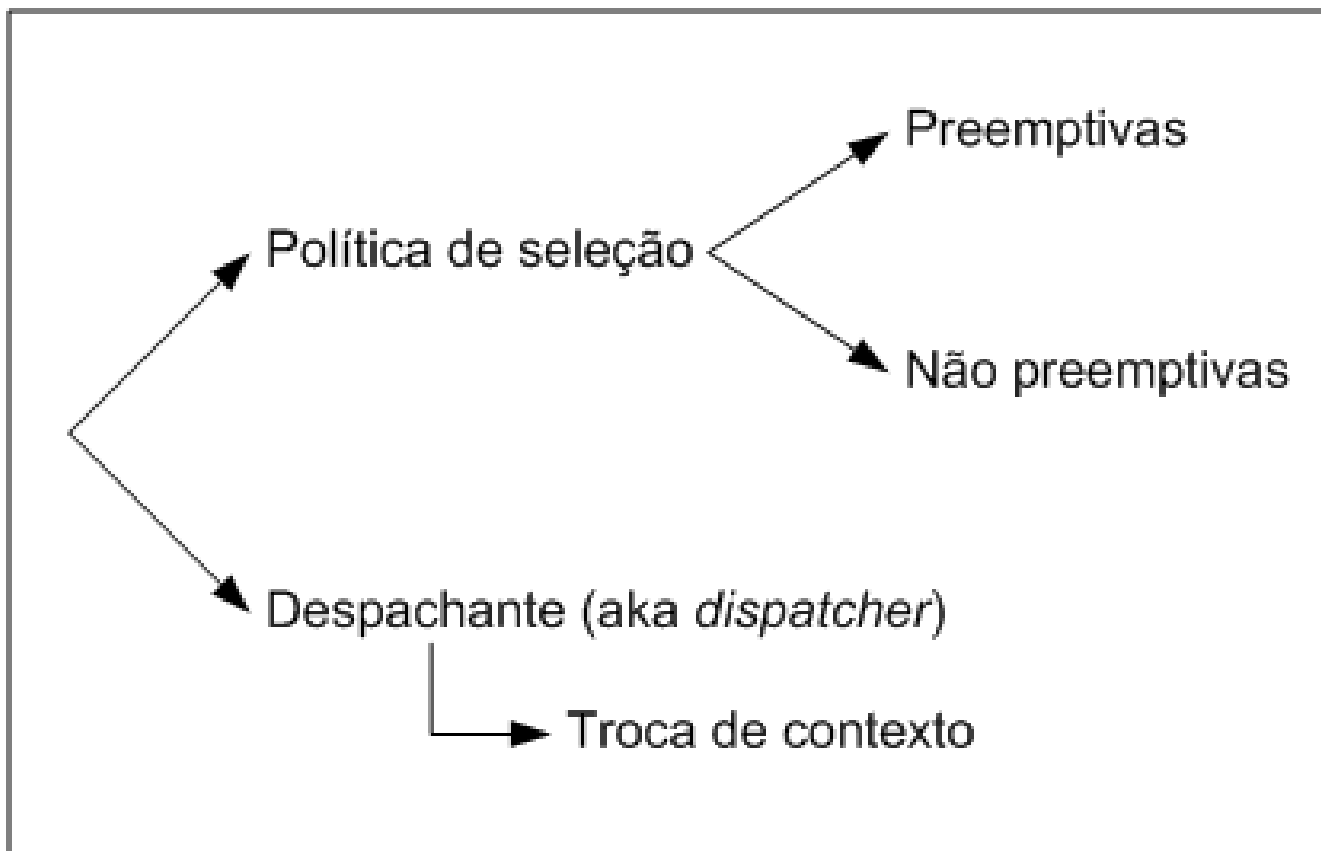 Preemptivas
Política de seleção
Não preemptivas
Despachante (aka dispatcher)
Troca de contexto